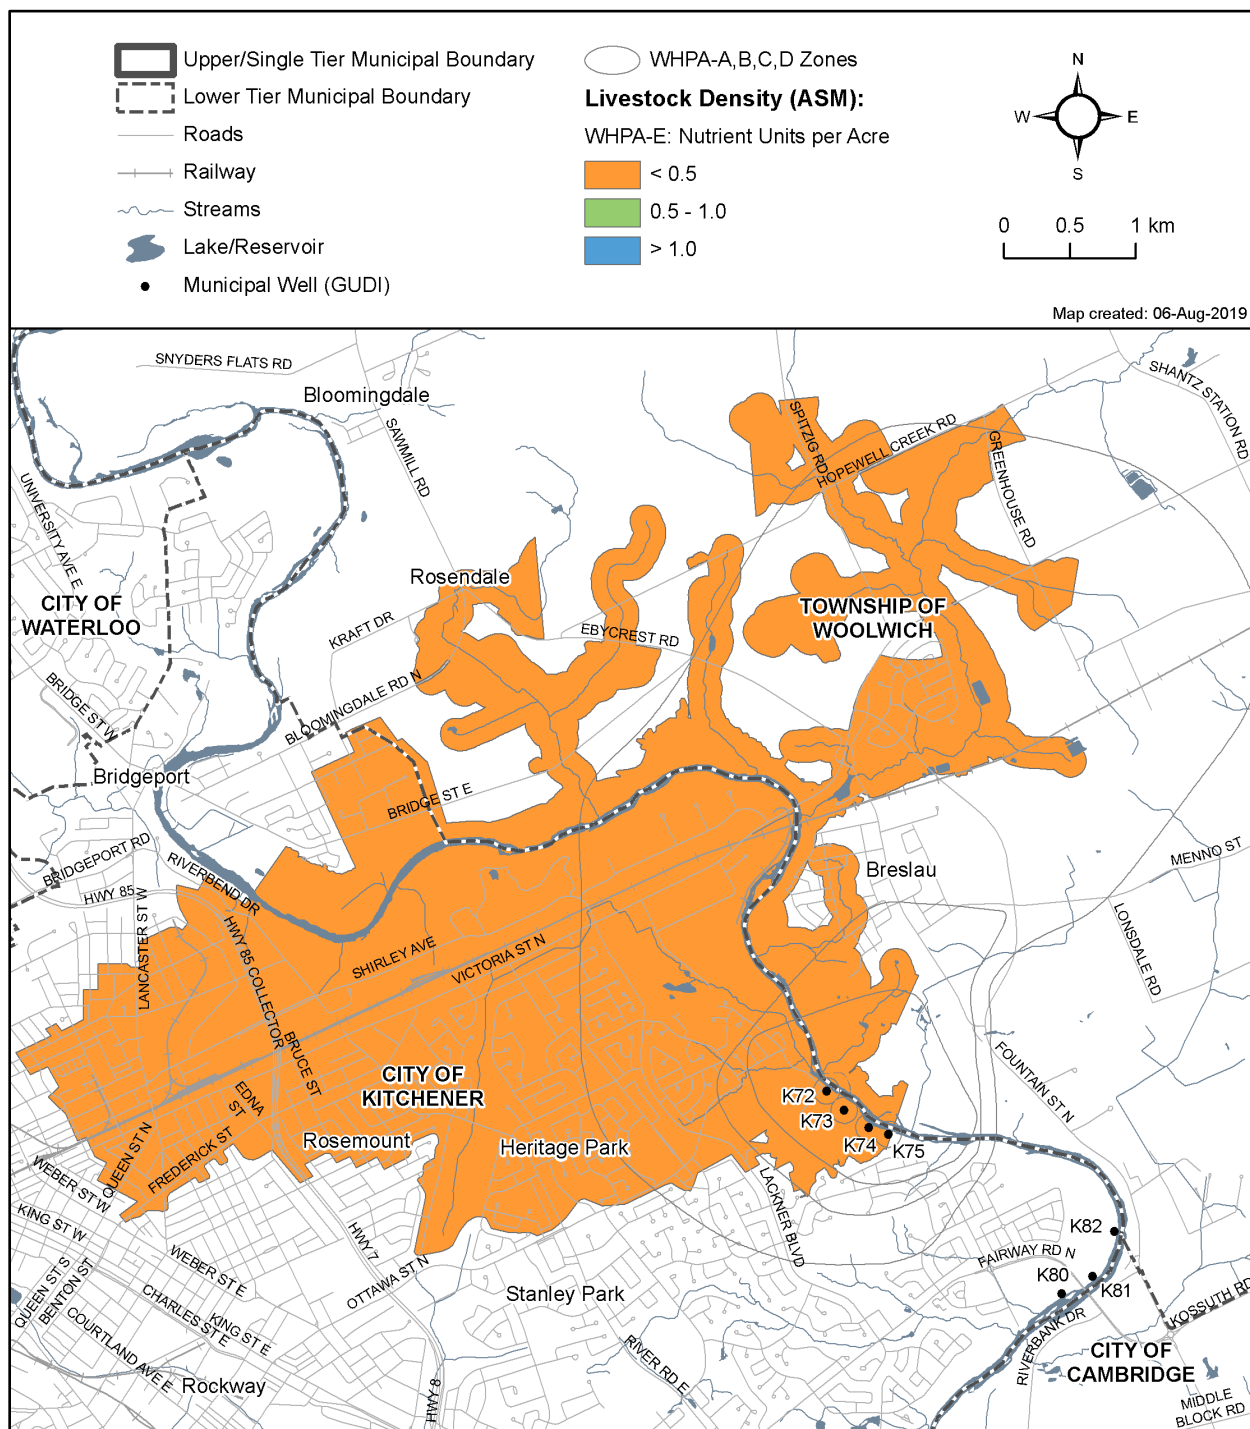 Upper/Single Tier Municipal Boundary
Lower Tier Municipal Boundary
Roads
Railway
Streams
Lake/Reservoir
Municipal Well (GUDI)
WHPA-A,B,C,D Zones
Livestock Density (ASM):
WHPA-E: Nutrient Units per Acre
< 0.5
0.5 - 1.0
> 1.0
N
W
E
S
0 0.5 1 km
Map created: 06-Aug-2019
SNYDERS FLATS RD
Bloomingdale
SAWMILL RD
SPITZIG RD
HOPEWELL CREEK RD
GREENHOUSE RD
SHANTZ STATION RD
UNIVERSITY AVE E
CITY OF
WATERLOO
Rosendale
KRAFT DR
EBYCREST RD
TOWNSHIP OF
WOOLWICH
BRIDGE ST W
BLOOMINGDALE RD N
Bridgeport
BRIDGE ST E
BRIDGEPORT RD
RIVERBEND DR
HWY 85
LANCASTER ST W
HWY 85 COLLECTOR
SHIRLEY AVE
VICTORIA ST N
Breslau
MENNO ST
LONSDALE RD
FOUNTAIN ST N
BRUCE ST
EDNA
ST
CITY OF
KITCHENER
K72
K73
K74
K75
Rosemount
Heritage Park
QUEEN ST N
FREDERICK ST
WEBER ST W
KING ST W
QUEEN ST S
BENTON ST
WEBER ST E
CHARLES ST E
KING ST E
COURTLAND AVE E
Rockway
HWY 7
OTTAWA ST N
HWY 8
Stanley Park
RIVER RD E
LACKNER BLVD
FAIRWAY RD N
K82
K80
K81
RIVERBANK DR
KOSSUTH RD
CITY OF
CAMBRIDGE
MIDDLE
BLOCK RD